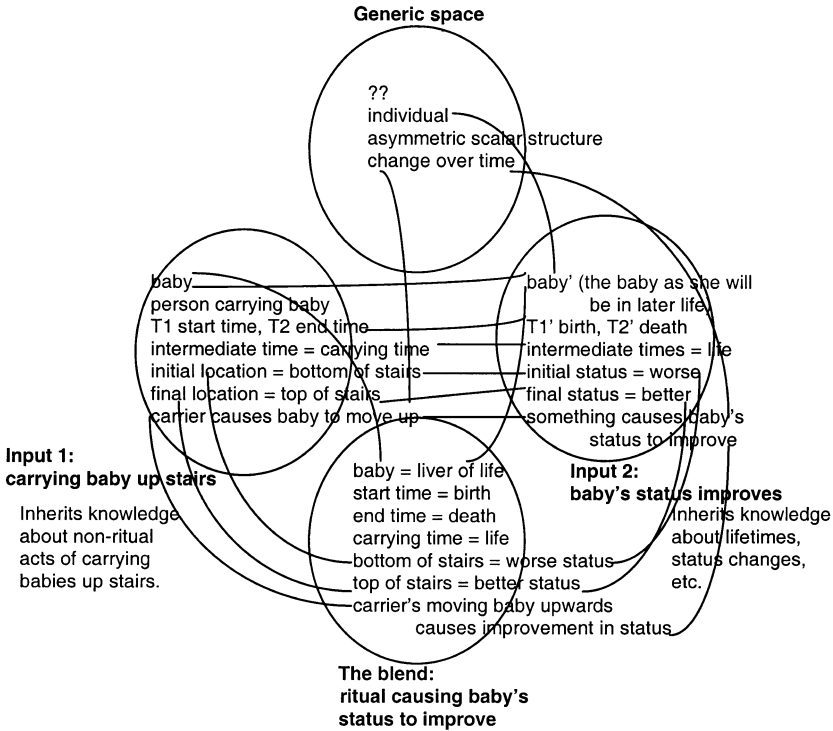 Generic space
??
individual
asymmetric scalar structure
change over time
baby
person carrying baby
T1 start time, T2 end time
intermediate time = carrying time
initial location = bottom of stairs
final location = top of stairs
carrier causes baby to move up
baby’ (the baby as she will
be in later life)
T1’ birth, T2’ death
intermediate times = life
initial status = worse
final status = better
something causes baby’s
status to improve
Input 1:
carrying baby up stairs
Inherits knowledge
about non-ritual
acts of carrying
babies up stairs.
Input 2:
baby’s status improves
Inherits knowledge
about lifetimes,
status changes,
etc.
baby = liver of life
start time = birth
end time = death
carrying time = life
bottom of stairs = worse status
top of stairs = better status
carrier’s moving baby upwards
causes improvement in status
The blend:
ritual causing baby’s
status to improve